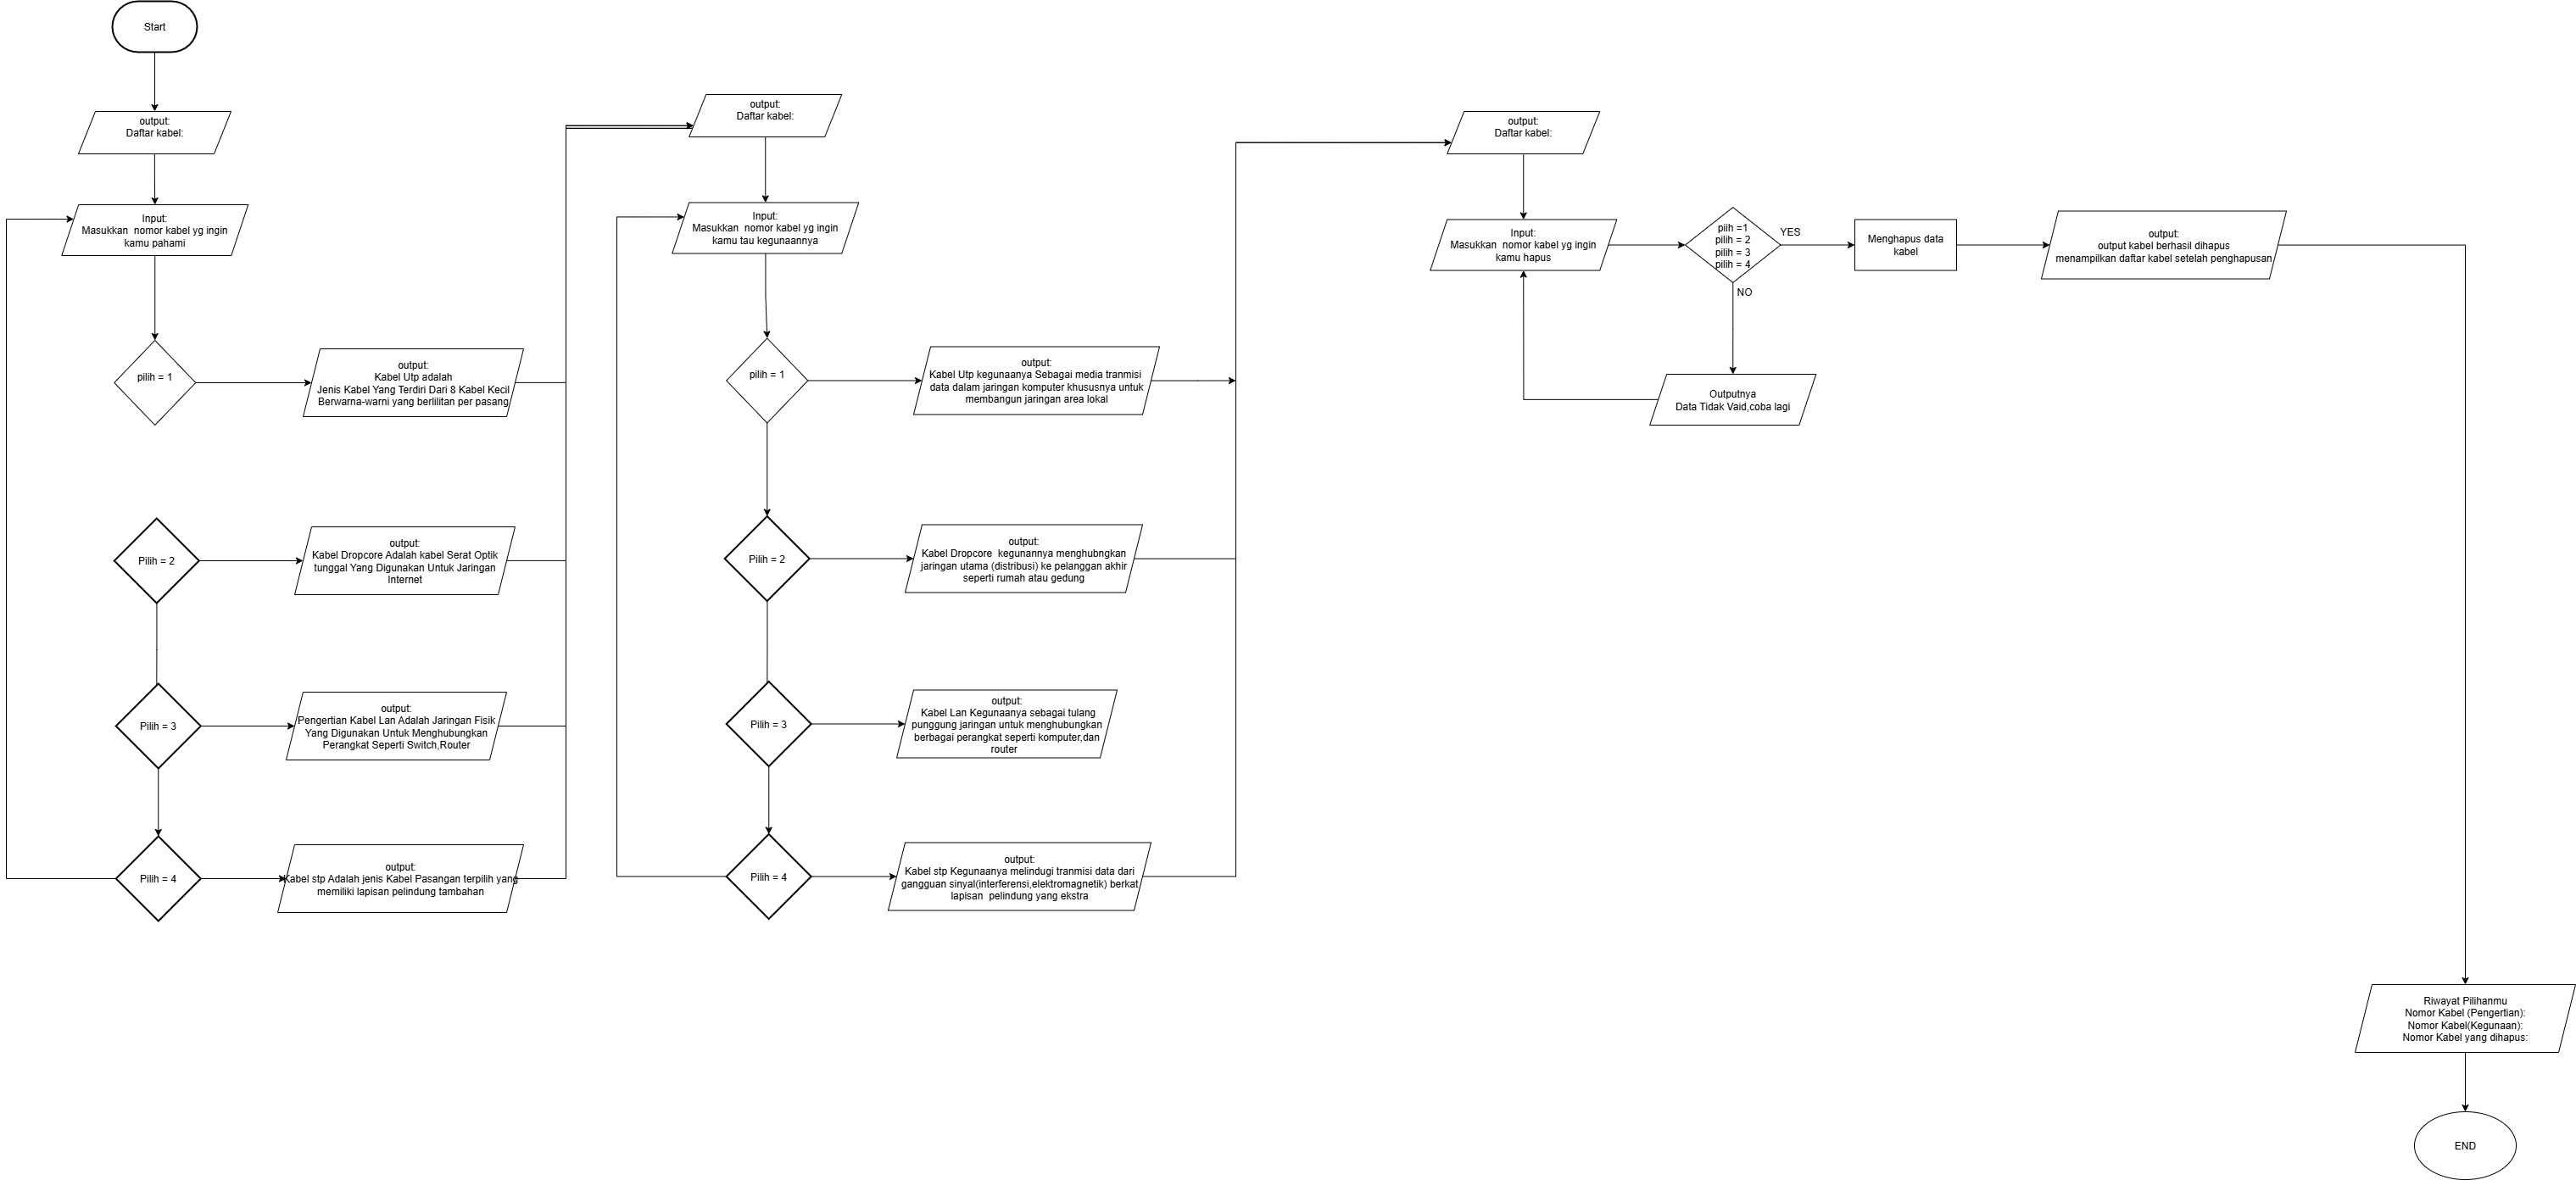 Start
output:
Daftar kabel:
Input:
Masukkan  nomor kabel yg ingin
kamu pahami
pilih = 1
output:
Kabel Utp adalah
Jenis Kabel Yang Terdiri Dari 8 Kabel Kecil
Berwarna-warni yang berlilitan per pasang
Pilih = 2
output:
Kabel Dropcore Adalah kabel Serat Optik
tunggal Yang Digunakan Untuk Jaringan
Internet
Pilih = 3
output:
Pengertian Kabel Lan Adalah Jaringan Fisik
Yang Digunakan Untuk Menghubungkan
Perangkat Seperti Switch,Router
Pilih = 4
output:
Kabel stp Adalah jenis Kabel Pasangan terpilih yang
memiliki lapisan pelindung tambahan
output:
Daftar kabel:
Input:
Masukkan  nomor kabel yg ingin
kamu tau kegunaannya
pilih = 1
output:
Kabel Utp kegunaanya Sebagai media tranmisi
data dalam jaringan komputer khususnya untuk
membangun jaringan area lokal
Pilih = 2
output:
Kabel Dropcore  kegunannya menghubngkan
jaringan utama (distribusi) ke pelanggan akhir
seperti rumah atau gedung
Pilih = 3
output:
Kabel Lan Kegunaanya sebagai tulang
punggung jaringan untuk menghubungkan
berbagai perangkat seperti komputer,dan
router
Pilih = 4
output:
Kabel stp Kegunaanya melindugi tranmisi data dari
gangguan sinyal(interferensi,elektromagnetik) berkat
lapisan  pelindung yang ekstra
output:
Daftar kabel:
Input:
Masukkan  nomor kabel yg ingin
kamu hapus
piih =1
pilih = 2
pilih = 3
pilih = 4
YES
NO
Menghapus data
kabel
output:
output kabel berhasil dihapus
menampilkan daftar kabel setelah penghapusan
Outputnya
Data Tidak Vaid,coba lagi
Riwayat Pilihanmu
Nomor Kabel (Pengertian):
Nomor Kabel(Kegunaan):
Nomor Kabel yang dihapus:
END